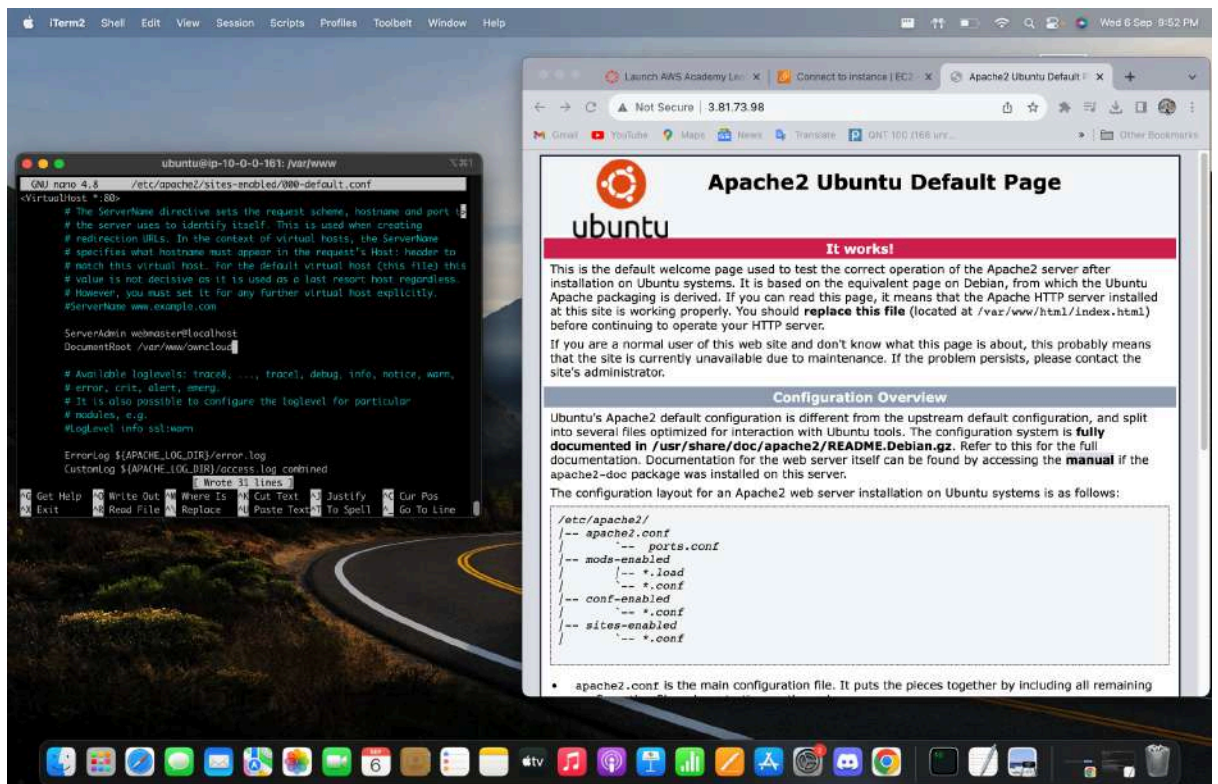 iTerm2 Shell Edit View Session Scripts Profiles Toolbelt Window Help
Wed 6 Sep 9:52 PM
Launch AWS Academy Lea
Connect to instance | EC2
Apache2 Ubuntu Default
Not Secure | 3.81.73.98
Gmail YouTube Maps News Translate QNT 100 (166 unr... » Other Bookmarks
ubuntu@ip-10-0-0-161: /var/www
⌥⌘1
GNU nano 4.8 /etc/apache2/sites-enabled/000-default.conf
<VirtualHost *:80>
# The ServerName directive sets the request scheme, hostname and port t>
# the server uses to identify itself. This is used when creating
# redirection URLs. In the context of virtual hosts, the ServerName
# specifies what hostname must appear in the request's Host: header to
# match this virtual host. For the default virtual host (this file) this
# value is not decisive as it is used as a last resort host regardless.
# However, you must set it for any further virtual host explicitly.
#ServerName www.example.com
ServerAdmin webmaster@localhost
DocumentRoot /var/www/owncloud
# Available loglevels: trace8, ..., trace1, debug, info, notice, warn,
# error, crit, alert, emerg.
# It is also possible to configure the loglevel for particular
# modules, e.g.
#LogLevel info ssl:warn
ErrorLog ${APACHE_LOG_DIR}/error.log
CustomLog ${APACHE_LOG_DIR}/access.log combined
[ Wrote 31 lines ]
^G Get Help ^O Write Out ^W Where Is ^K Cut Text ^J Justify ^C Cur Pos
^X Exit ^R Read File ^\ Replace ^U Paste Text ^T To Spell ^_ Go To Line
ubuntu
Apache2 Ubuntu Default Page
It works!
This is the default welcome page used to test the correct operation of the Apache2 server after
installation on Ubuntu systems. It is based on the equivalent page on Debian, from which the Ubuntu
Apache packaging is derived. If you can read this page, it means that the Apache HTTP server installed
at this site is working properly. You should replace this file (located at /var/www/html/index.html)
before continuing to operate your HTTP server.
If you are a normal user of this web site and don't know what this page is about, this probably means
that the site is currently unavailable due to maintenance. If the problem persists, please contact the
site's administrator.
Configuration Overview
Ubuntu's Apache2 default configuration is different from the upstream default configuration, and split
into several files optimized for interaction with Ubuntu tools. The configuration system is fully
documented in /usr/share/doc/apache2/README.Debian.gz. Refer to this for the full
documentation. Documentation for the web server itself can be found by accessing the manual if the
apache2-doc package was installed on this server.
The configuration layout for an Apache2 web server installation on Ubuntu systems is as follows:
/etc/apache2/
|-- apache2.conf
| `-- ports.conf
|-- mods-enabled
| |-- *.load
| `-- *.conf
|-- conf-enabled
| `-- *.conf
|-- sites-enabled
| `-- *.conf
• apache2.conf is the main configuration file. It puts the pieces together by including all remaining
SEP
6
tv